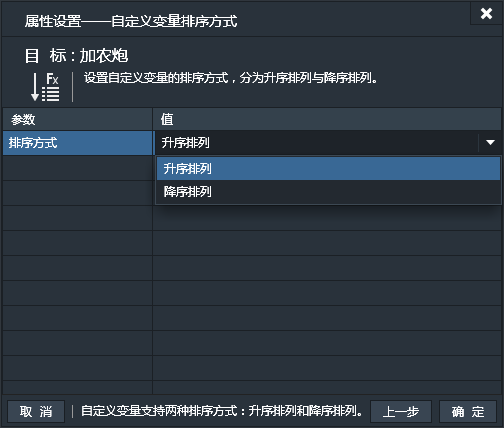 属性设置——自定义变量排序方式
目 标：加农炮
Fx
设置自定义变量的排序方式，分为升序排列与降序排列。
参数 值
排序方式 升序排列
升序排列
降序排列
取 消 自定义变量支持两种排序方式：升序排列和降序排列。 上一步 确 定